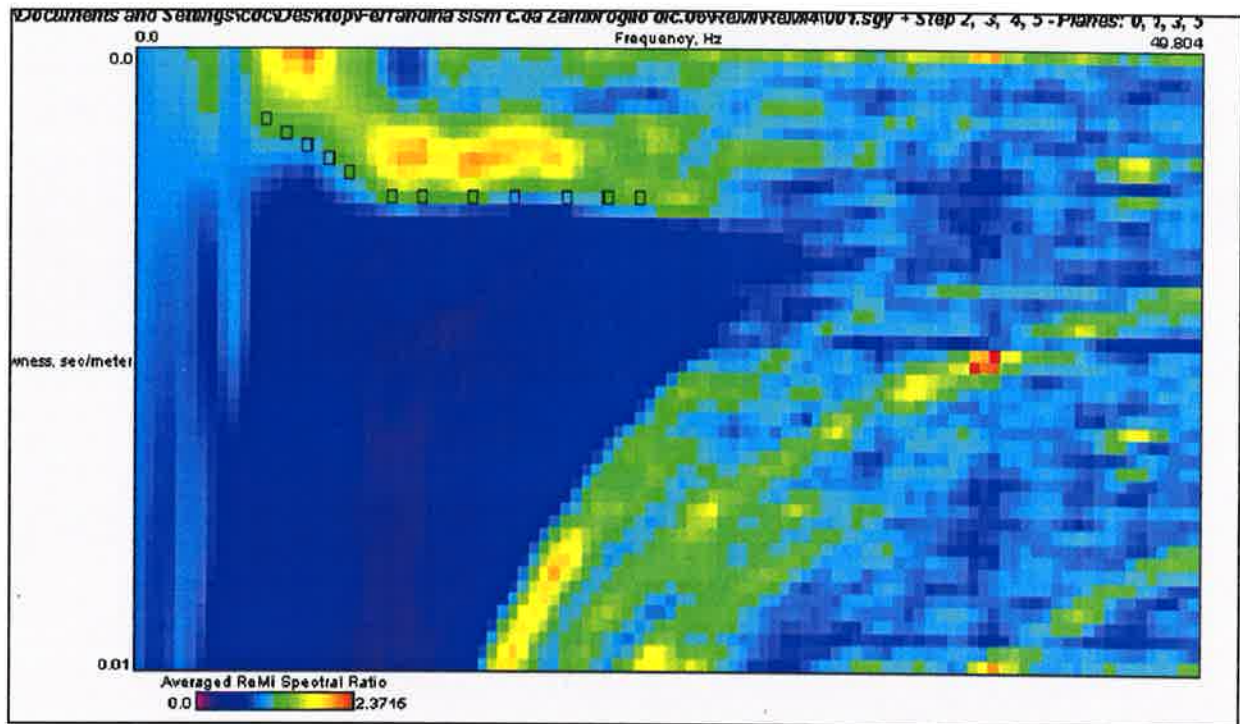 Documents and Settings\coc\Desktop\Ferrandina sism c.da Zambroglio dic.06\ReMi\ReMi4\001.sgy + Step 2, 3, 4, 5 - Planes: 0, 1, 3, 5
0.0 Frequency, Hz 49.804
0.0
wness, sec/meter
0.01
Averaged ReMi Spectral Ratio
0.0 2.3716